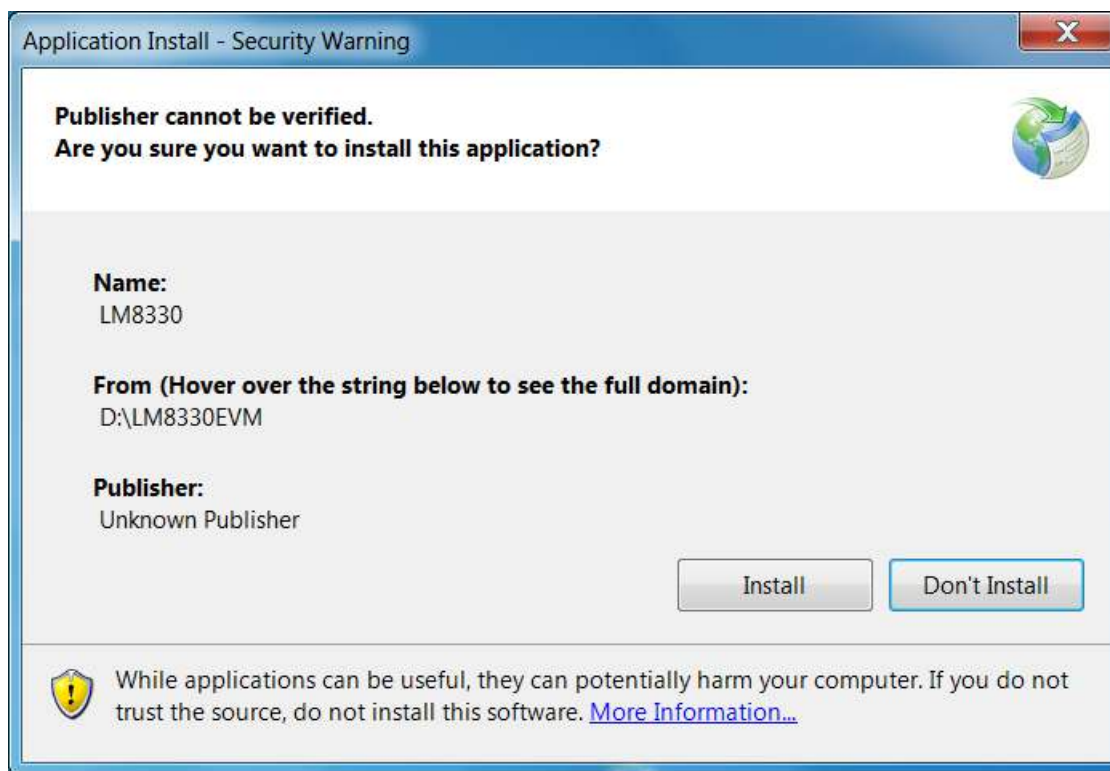 Application Install - Security Warning
Publisher cannot be verified.
Are you sure you want to install this application?
Name:
LM8330
From (Hover over the string below to see the full domain):
D:\LM8330EVM
Publisher:
Unknown Publisher
Install
Don't Install
While applications can be useful, they can potentially harm your computer. If you do not
trust the source, do not install this software. More Information...